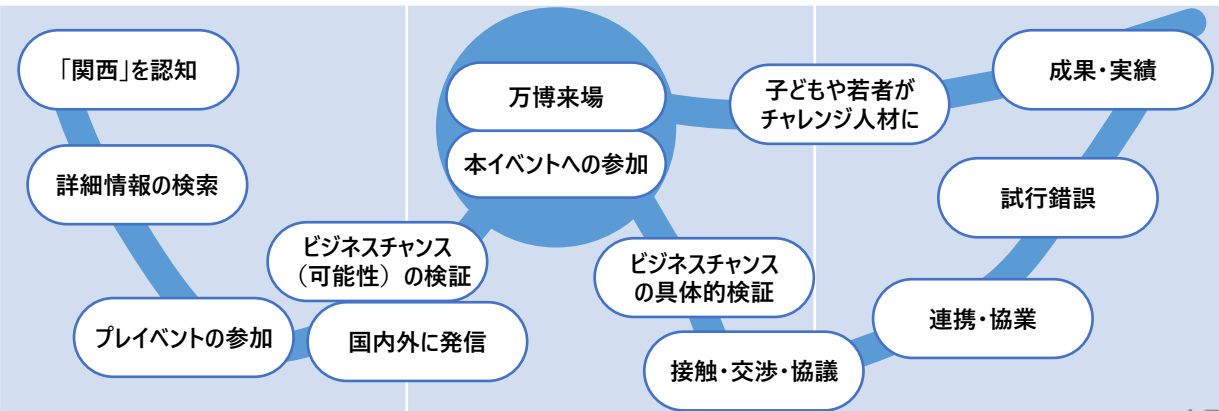 「関西」を認知
詳細情報の検索
プレイベントの参加
ビジネスチャンス
（可能性）の検証
国内外に発信
万博来場
本イベントへの参加
ビジネスチャンス
の具体的検証
接触・交渉・協議
連携・協業
試行錯誤
子どもや若者が
チャレンジ人材に
成果・実績